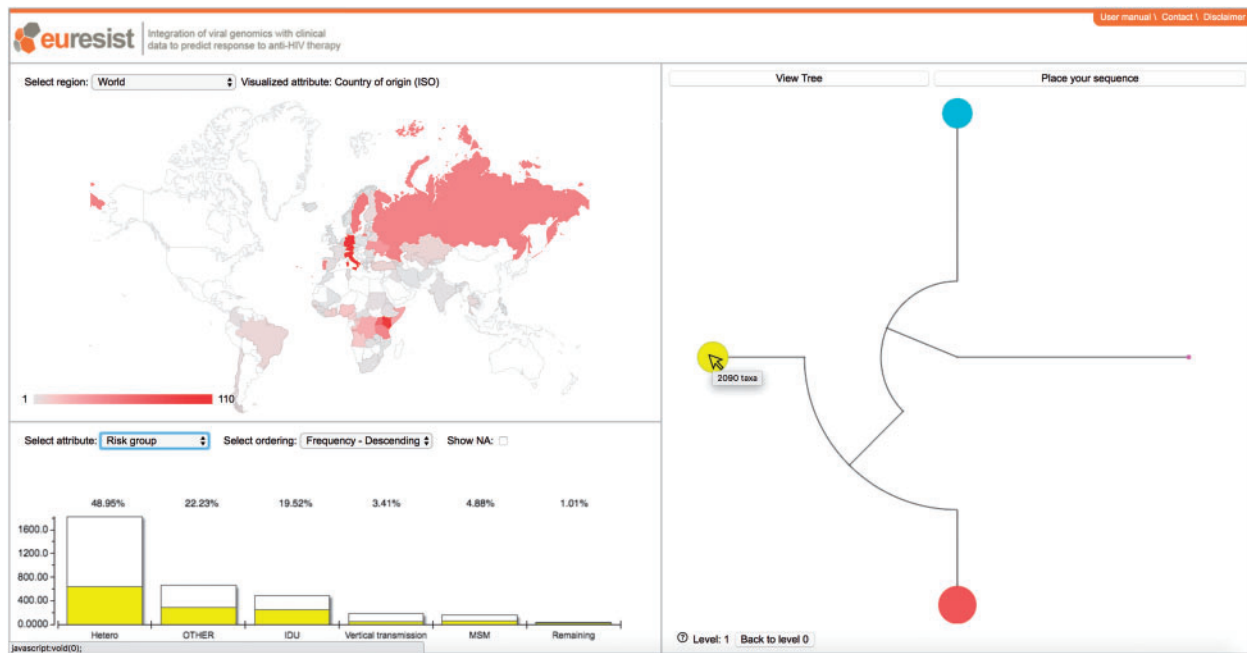 User manual \ Contact \ Disclaimer
euresist
Integration of viral genomics with clinical
data to predict response to anti-HIV therapy
Select region: World Visualized attribute: Country of origin (ISO)
View Tree Place your sequence
1 110
2090 taxa
Select attribute: Risk group Select ordering: Frequency - Descending Show NA:
48.95% 22.23% 19.52% 3.41% 4.88% 1.01%
1600.0
1200.0
800.00
400.00
0.0000
Hetero OTHER IDU Vertical transmission MSM Remaining
? Level: 1 Back to level 0
javascript:void(0);